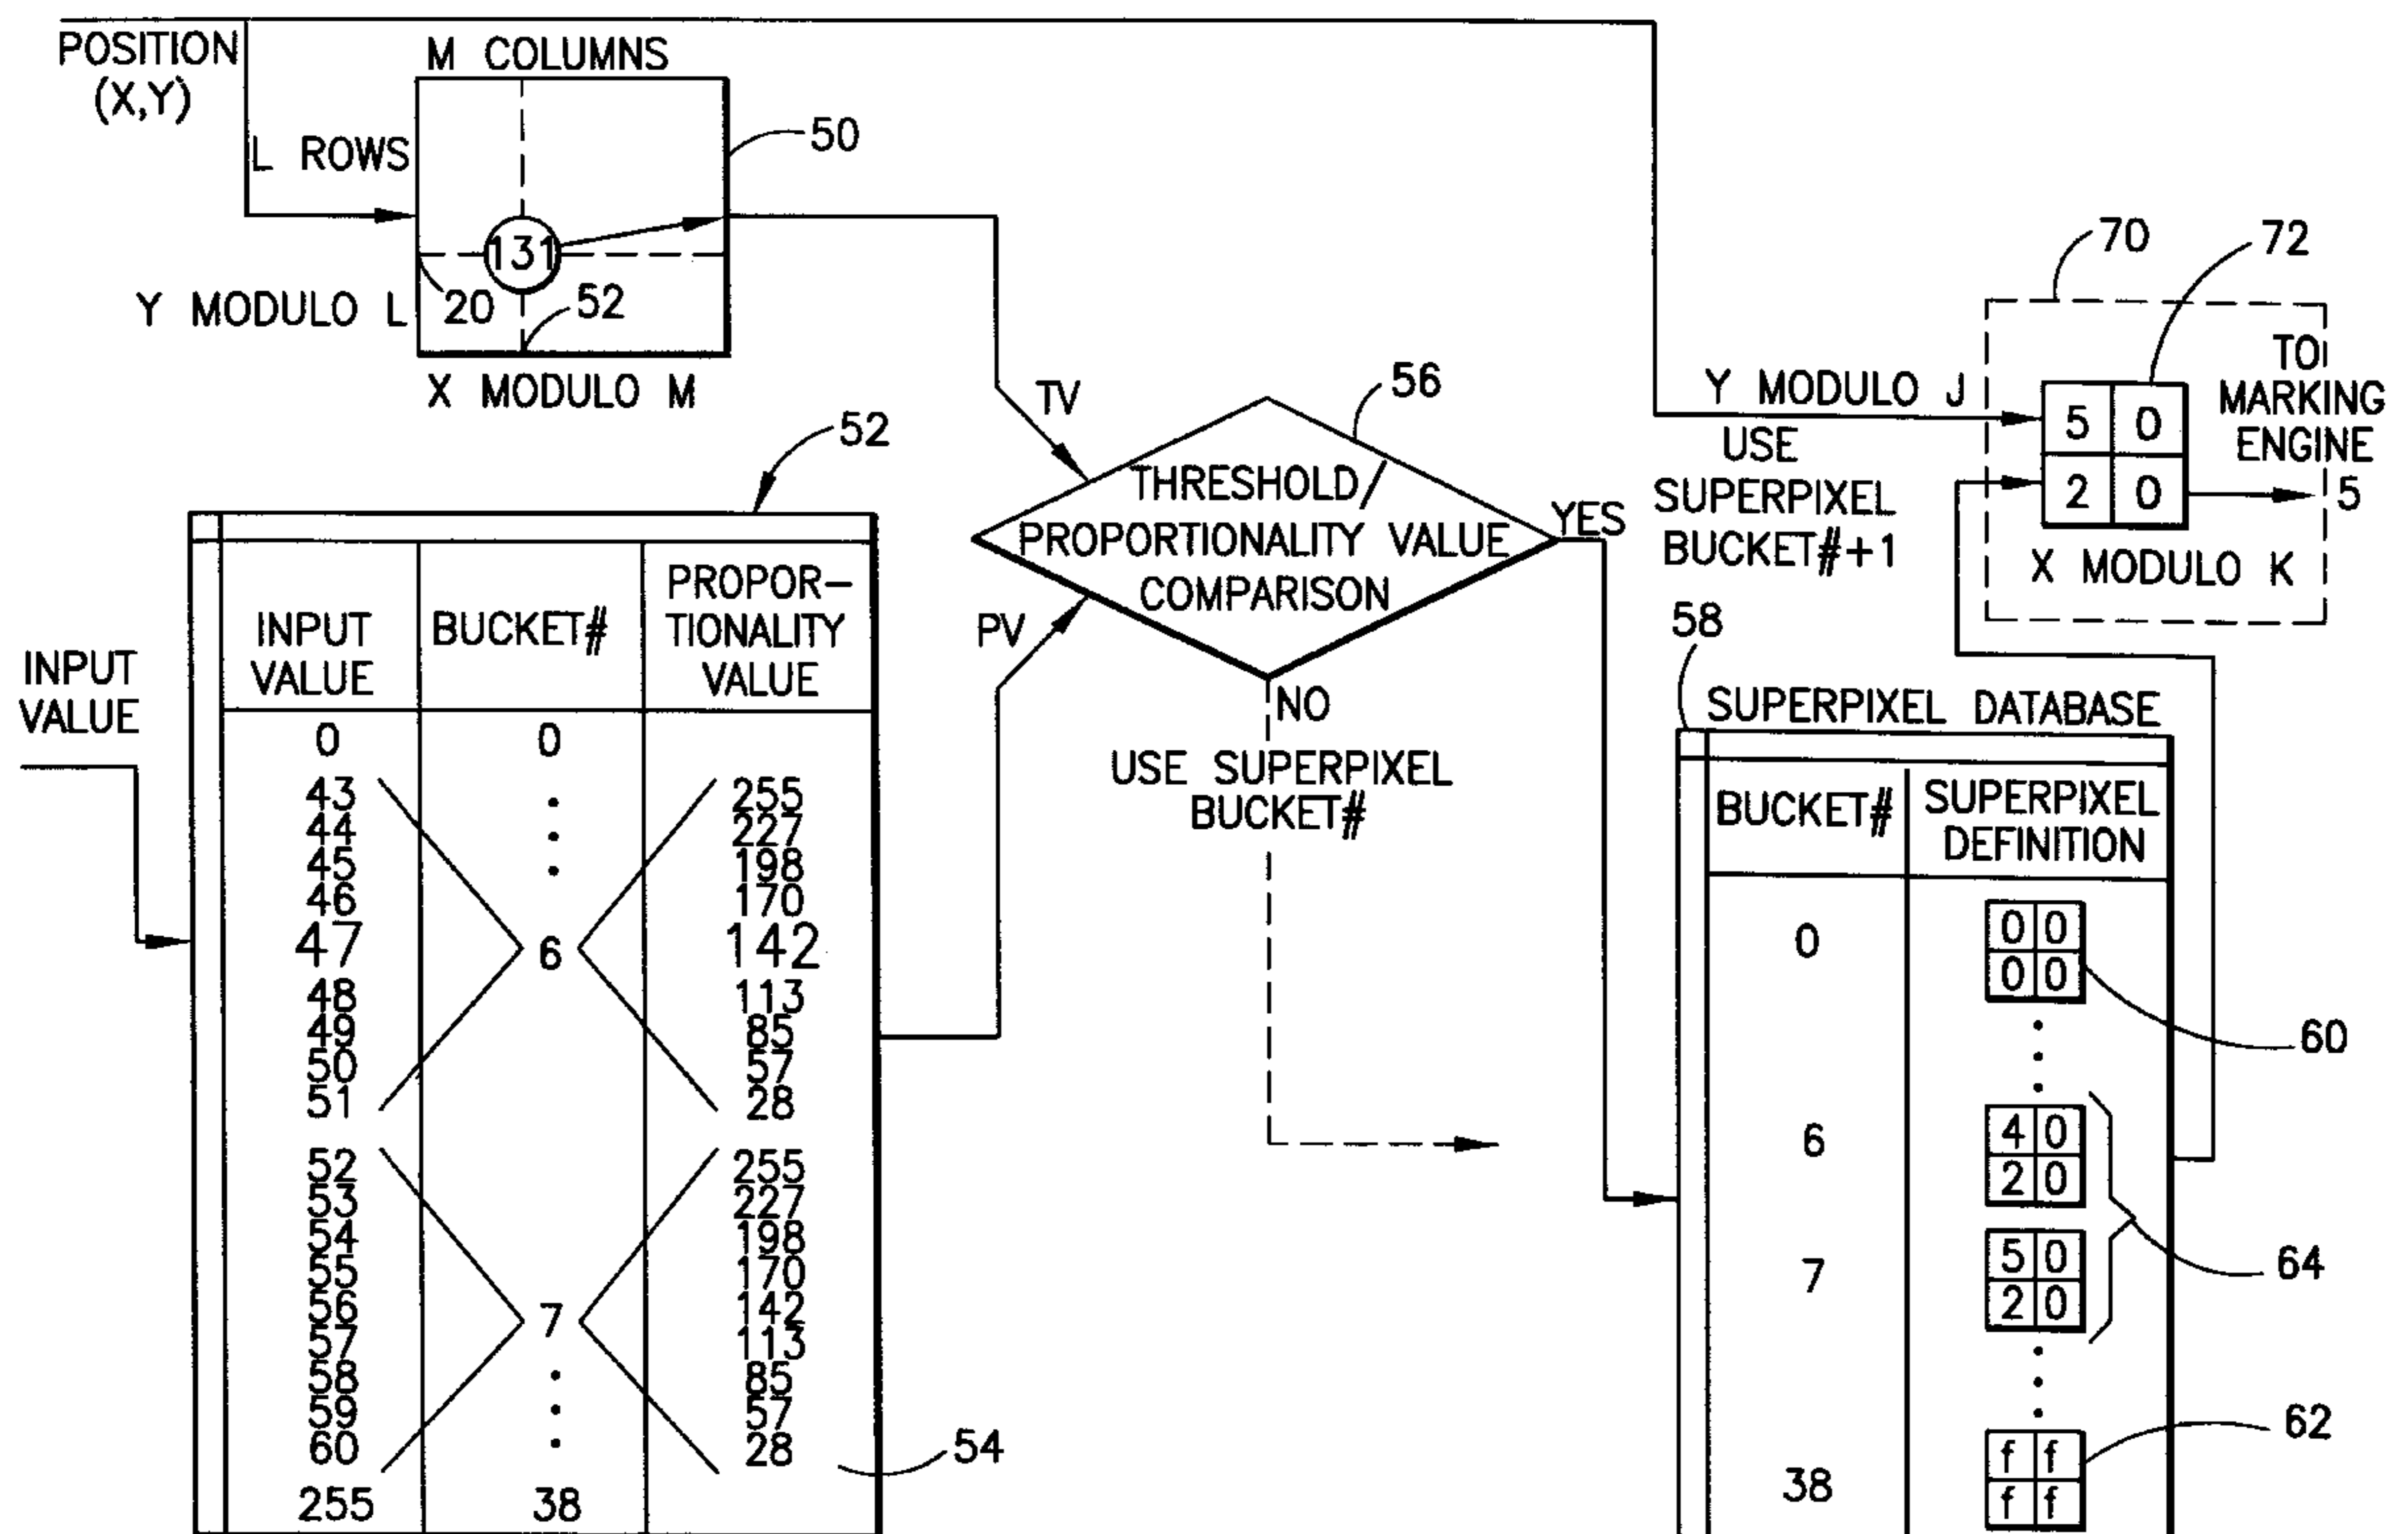 POSITION
(X,Y)
M COLUMNS
L ROWS
50
131
Y MODULO L
20
52
X MODULO M
TV
56
THRESHOLD/
PROPORTIONALITY VALUE
COMPARISON
YES
PV
NO
USE SUPERPIXEL
BUCKET#
Y MODULO J
USE
SUPERPIXEL
BUCKET#+1
70
72
5 0
2 0
TO
MARKING
ENGINE
5
X MODULO K
52
INPUT
VALUE
INPUT
VALUE
BUCKET#
PROPOR-
TIONALITY
VALUE
0 0
43 255
44 227
45 198
46 170
47 6 142
48 113
49 85
50 57
51 28
52 255
53 227
54 198
55 170
56 7 142
57 113
58 85
59 57
60 28
255 38
54
58
SUPERPIXEL DATABASE
BUCKET#
SUPERPIXEL
DEFINITION
0
0 0
0 0
60
6
4 0
2 0
7
5 0
2 0
64
38
f f
f f
62